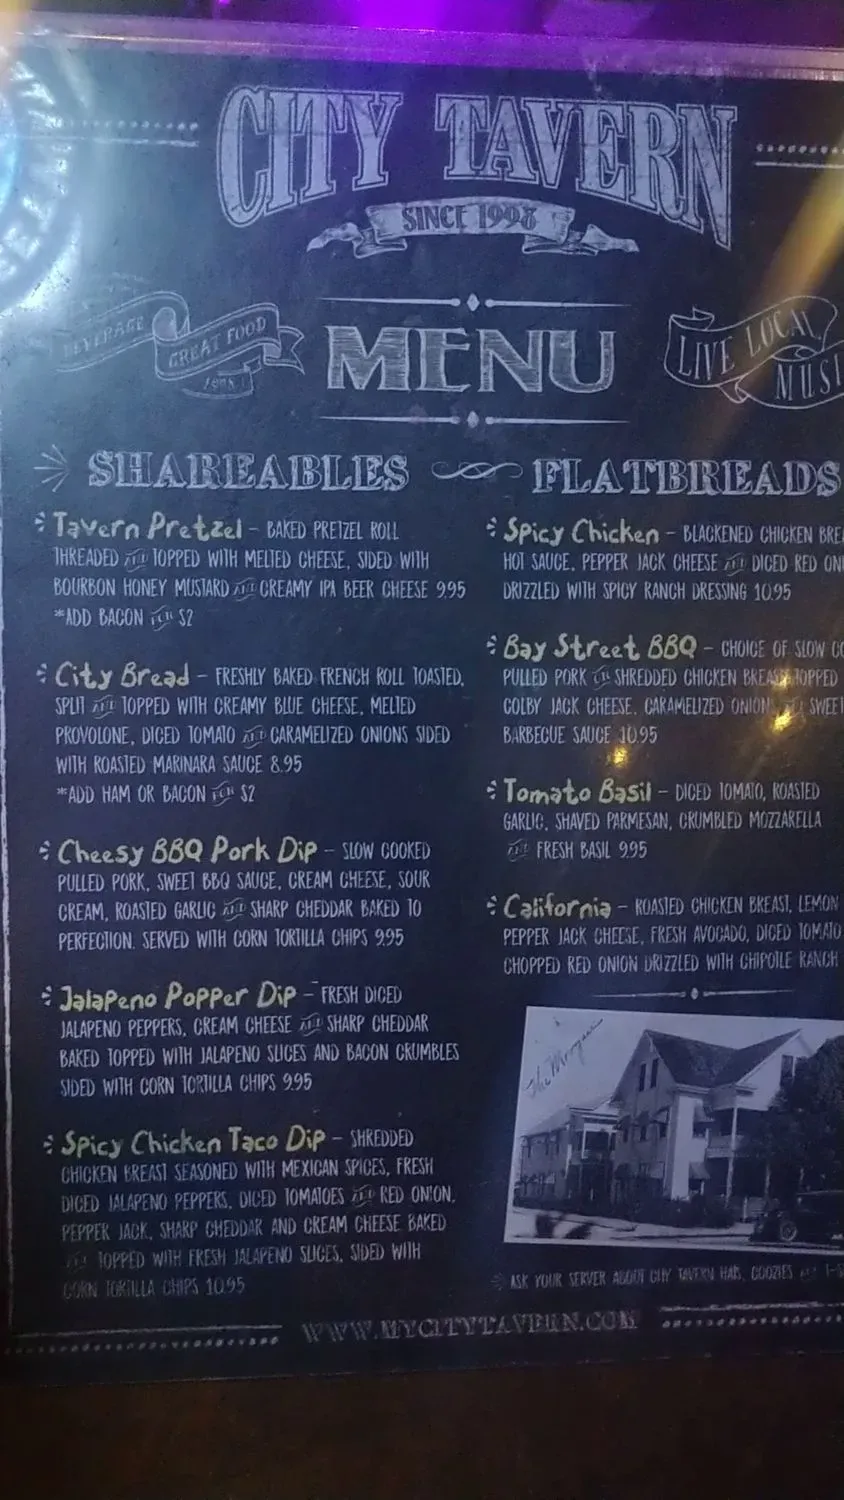 CITY TAVERN
SINCE 1998
BEVERAGE
GREAT FOOD
MENU
LIVE LOCAL
MUSI
SHAREABLES
Tavern Pretzel – BAKED PRETZEL ROLL
THREADED AND TOPPED WITH MELTED CHEESE, SIDED WITH
BOURBON HONEY MUSTARD AND CREAMY IPA BEER CHEESE 9.95
*ADD BACON FOR $2
City Bread – FRESHLY BAKED FRENCH ROLL TOASTED,
SPLIT AND TOPPED WITH CREAMY BLUE CHEESE, MELTED
PROVOLONE, DICED TOMATO AND CARAMELIZED ONIONS SIDED
WITH ROASTED MARINARA SAUCE 8.95
*ADD HAM OR BACON FOR $2
Cheesy BBQ Pork Dip – SLOW COOKED
PULLED PORK, SWEET BBQ SAUCE, CREAM CHEESE, SOUR
CREAM, ROASTED GARLIC AND SHARP CHEDDAR BAKED TO
PERFECTION. SERVED WITH CORN TORTILLA CHIPS 9.95
Jalapeno Popper Dip – FRESH DICED
JALAPENO PEPPERS, CREAM CHEESE AND SHARP CHEDDAR
BAKED TOPPED WITH JALAPENO SLICES AND BACON CRUMBLES
SIDED WITH CORN TORTILLA CHIPS 9.95
Spicy Chicken Taco Dip – SHREDDED
CHICKEN BREAST SEASONED WITH MEXICAN SPICES, FRESH
DICED JALAPENO PEPPERS, DICED TOMATOES AND RED ONION,
PEPPER JACK, SHARP CHEDDAR AND CREAM CHEESE BAKED
AND TOPPED WITH FRESH JALAPENO SLICES, SIDED WITH
CORN TORTILLA CHIPS 10.95
FLATBREADS
Spicy Chicken – BLACKENED CHICKEN BREA
HOT SAUCE, PEPPER JACK CHEESE AND DICED RED ONI
DRIZZLED WITH SPICY RANCH DRESSING 10.95
Bay Street BBQ – CHOICE OF SLOW CO
PULLED PORK OR SHREDDED CHICKEN BREAST TOPPED
COLBY JACK CHEESE, CARAMELIZED ONION AND SWEET
BARBECUE SAUCE 10.95
Tomato Basil – DICED TOMATO, ROASTED
GARLIC, SHAVED PARMESAN, CRUMBLED MOZZARELLA
AND FRESH BASIL 9.95
California – ROASTED CHICKEN BREAST, LEMON
PEPPER JACK CHEESE, FRESH AVOCADO, DICED TOMATO
CHOPPED RED ONION DRIZZLED WITH CHIPOTLE RANCH
The Morgan
ASK YOUR SERVER ABOUT CITY TAVERN HATS, COOZIES AND T-S
WWW.MYCITYTAVERN.COM